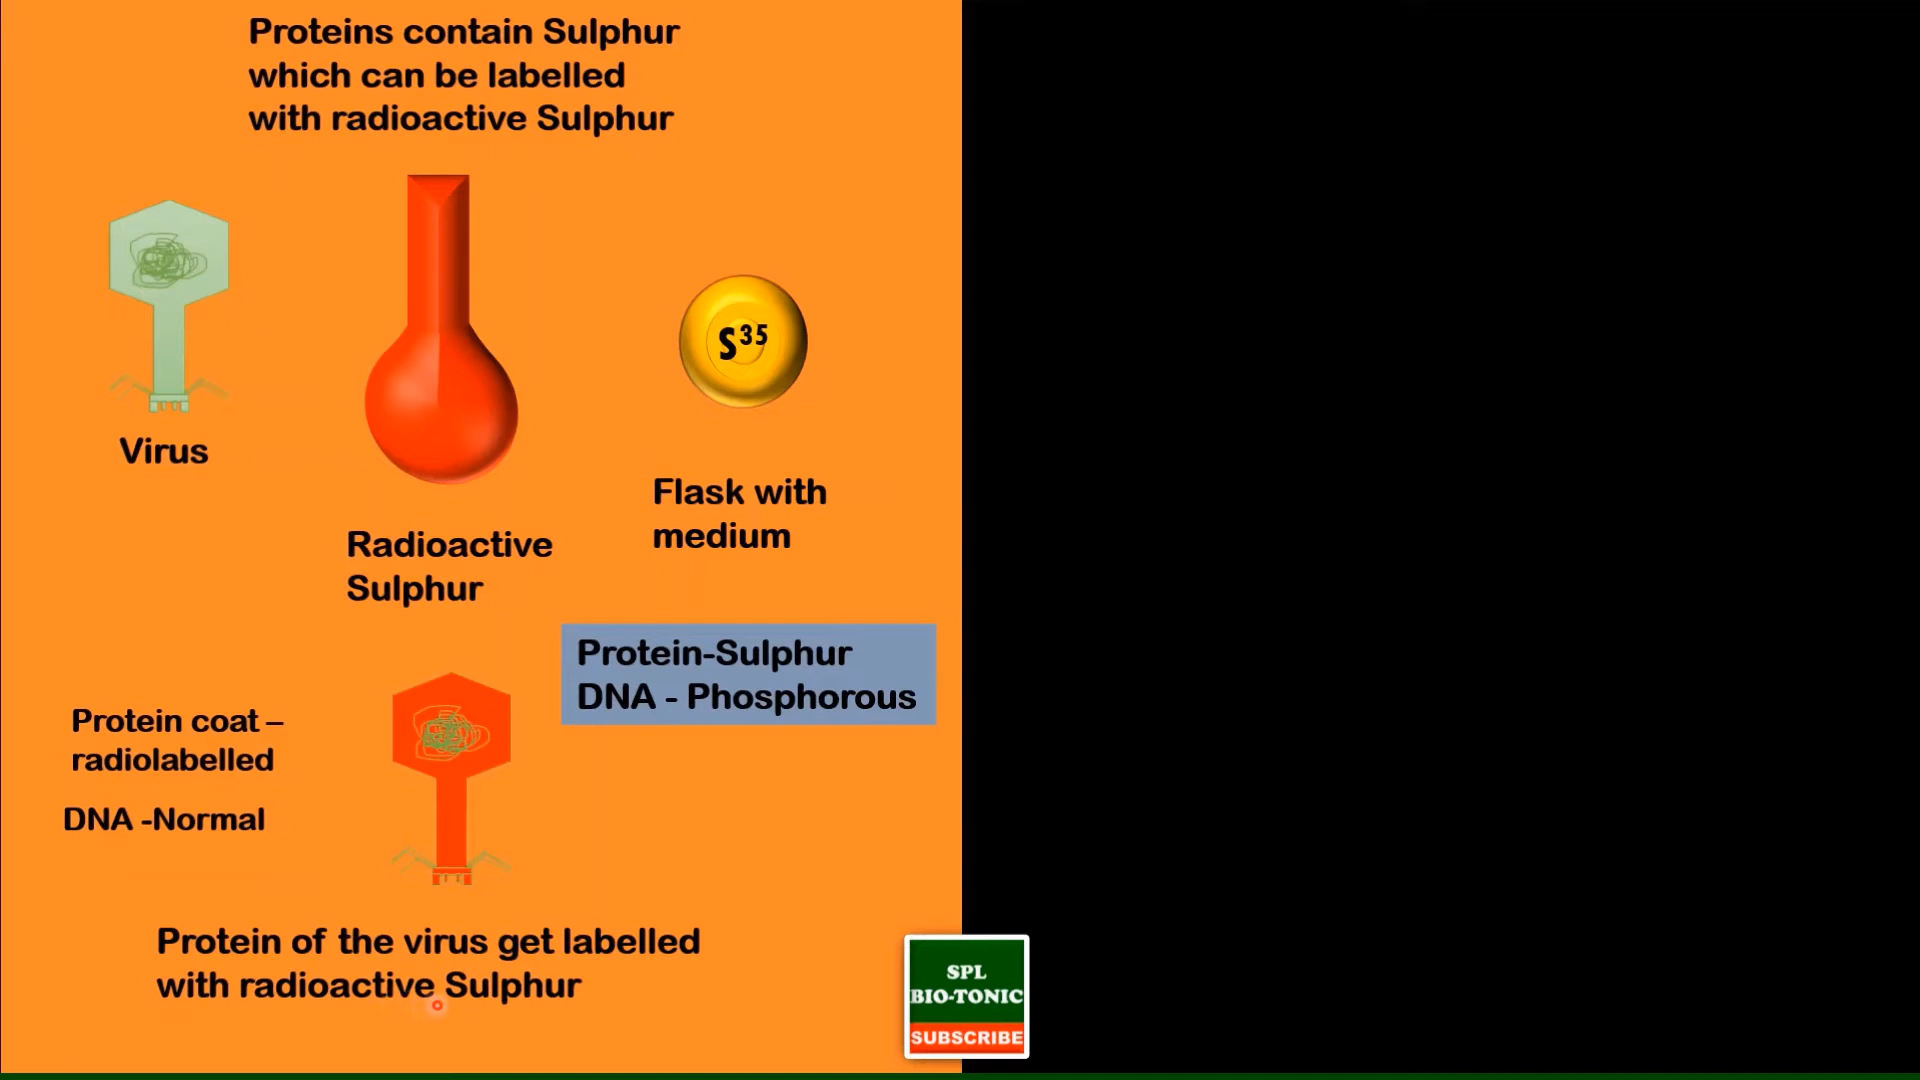 Proteins contain Sulphur
which can be labelled
with radioactive Sulphur
S³⁵
Virus
Flask with
medium
Radioactive
Sulphur
Protein-Sulphur
DNA - Phosphorous
Protein coat –
radiolabelled
DNA -Normal
Protein of the virus get labelled
with radioactive Sulphur
SPL
BIO-TONIC
SUBSCRIBE